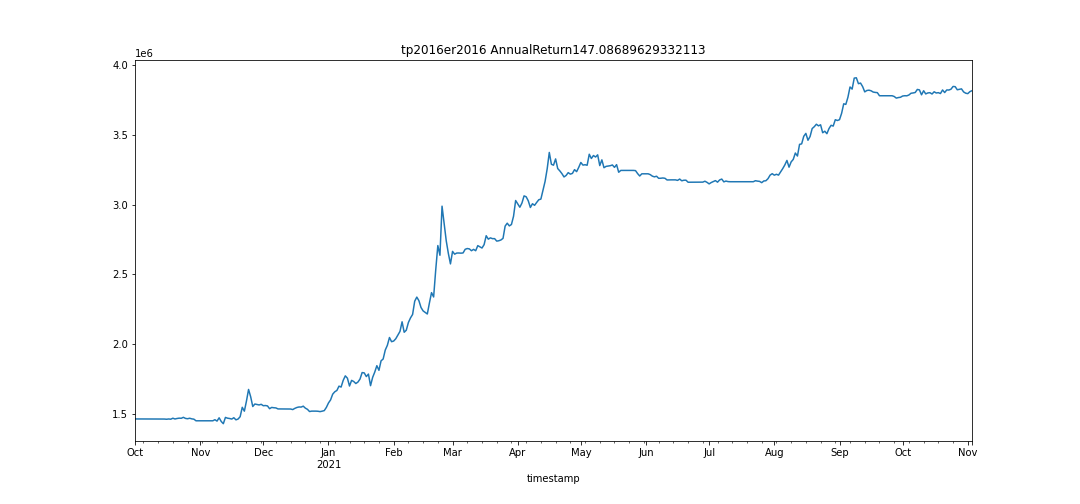 tp2016er2016 AnnualReturn147.08689629332113
1e6
4.0
3.5
3.0
2.5
2.0
1.5
Oct Nov Dec Jan Feb Mar Apr May Jun Jul Aug Sep Oct Nov
2021
timestamp